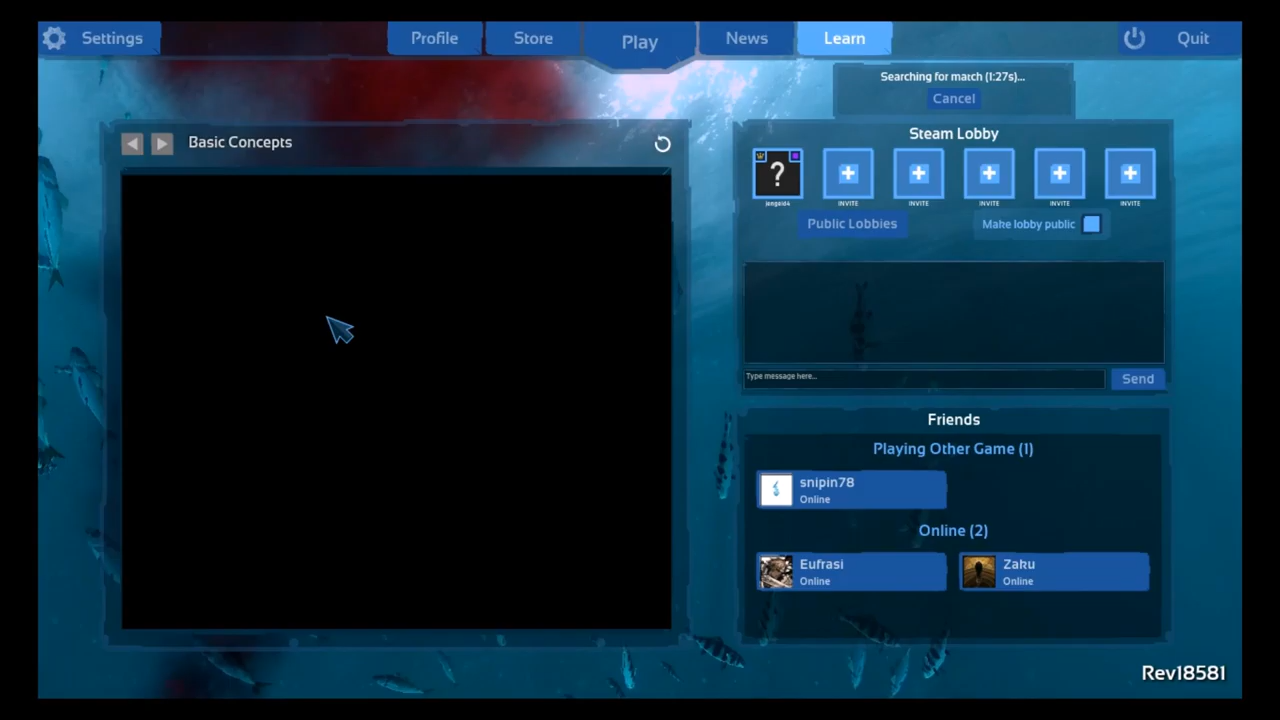 Settings
Profile
Store
Play
News
Learn
Quit
Searching for match (1:27s)...
Cancel
Basic Concepts
Steam Lobby
?
INVITE
INVITE
INVITE
INVITE
INVITE
Public Lobbies
Make lobby public
Type message here...
Send
Friends
Playing Other Game (1)
snipin78
Online
Online (2)
Eufrasi
Online
Zaku
Online
Rev18581